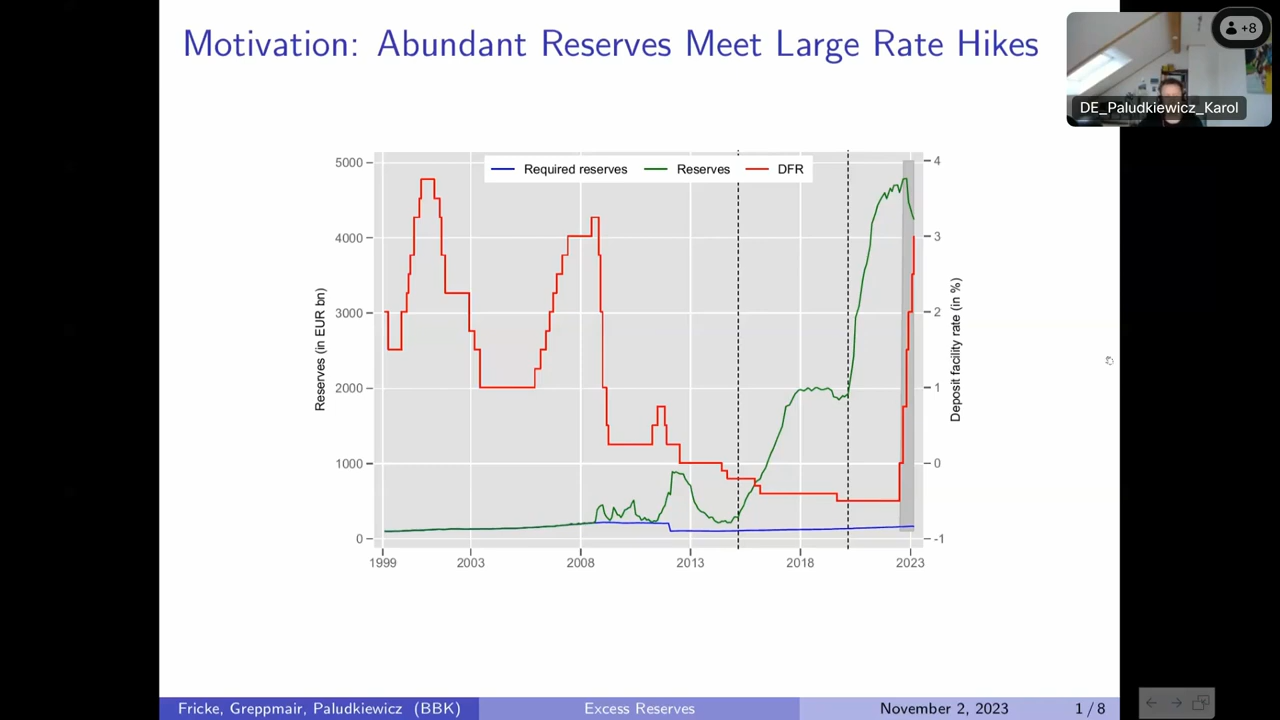 Motivation: Abundant Reserves Meet Large Rate Hikes
+8
DE_Paludkiewicz_Karol
Required reserves
Reserves
DFR
5000
4000
3000
2000
1000
0
Reserves (in EUR bn)
4
3
2
1
0
-1
Deposit facility rate (in %)
1999
2003
2008
2013
2018
2023
Fricke, Greppmair, Paludkiewicz (BBK)
Excess Reserves
November 2, 2023
1 / 8